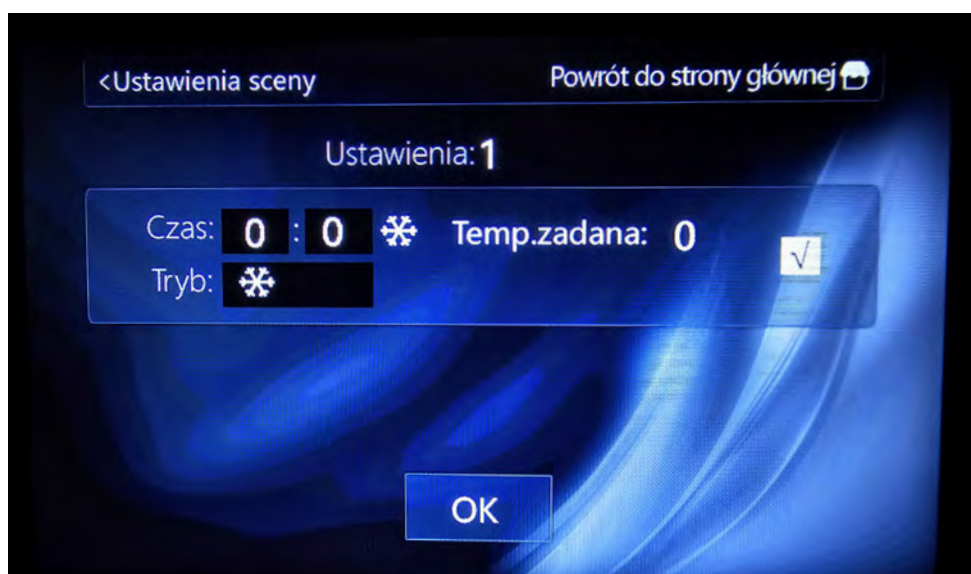 <Ustawienia sceny Powrót do strony głównej
Ustawienia: 1
Czas: 0 : 0 Temp.zadana: 0 √
Tryb:
OK